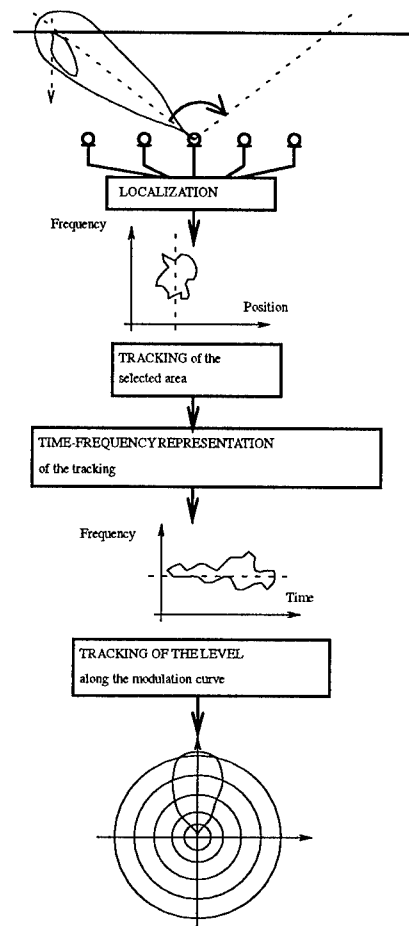 LOCALIZATION
Frequency
Position
TRACKING of the
selected area
TIME-FREQUENCY REPRESENTATION
of the tracking
Frequency
Time
TRACKING OF THE LEVEL
along the modulation curve